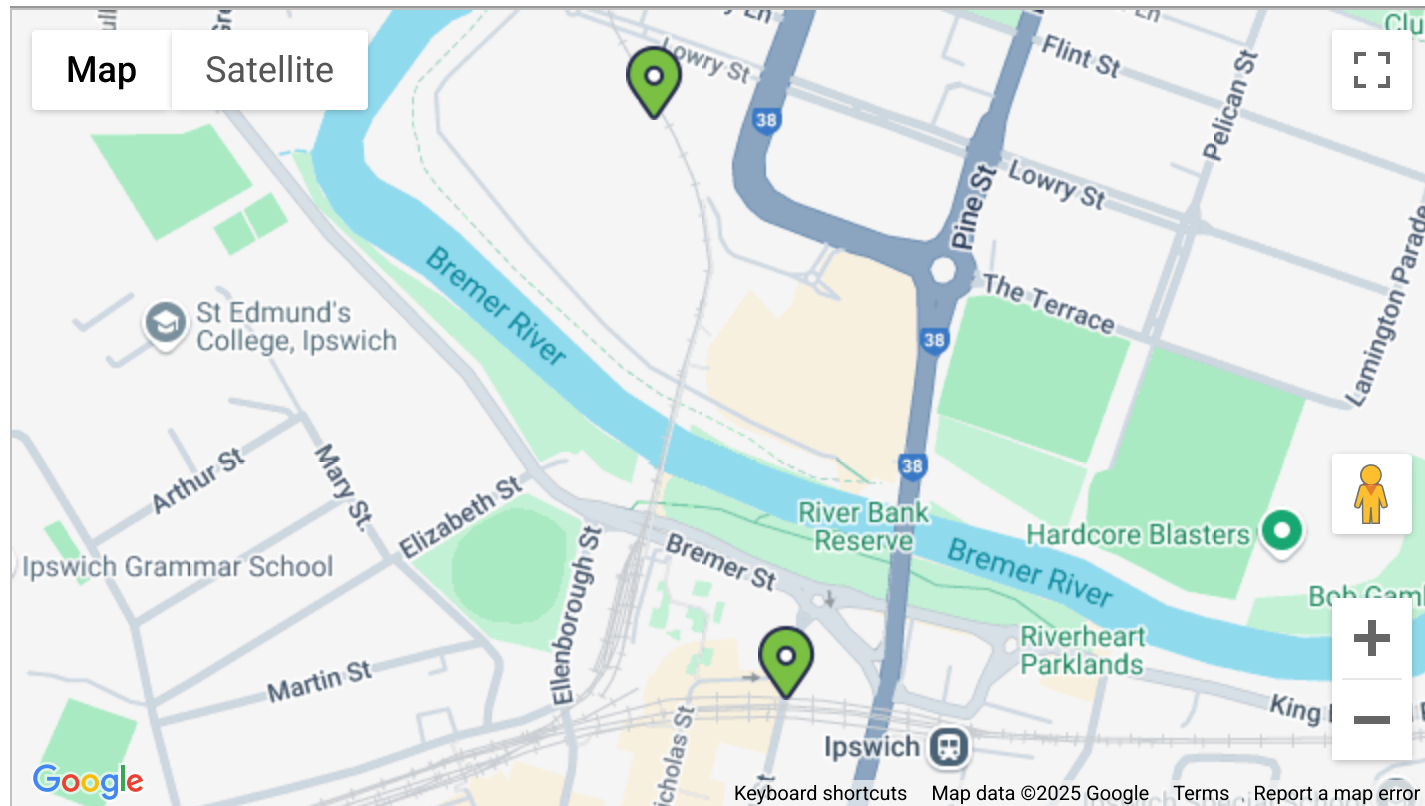 Map
Satellite
Lowry St
Flint St
Pelican St
38
Lowry St
Pine St
The Terrace
Lamington Parade
Bremer River
St Edmund's
College, Ipswich
38
Arthur St
Mary St
Elizabeth St
38
River Bank
Reserve
Hardcore Blasters
Ipswich Grammar School
Ellenborough St
Bremer St
Bremer River
Riverheart
Parklands
Martin St
King
Ipswich
Google
Keyboard shortcuts
Map data ©2025 Google
Terms
Report a map error